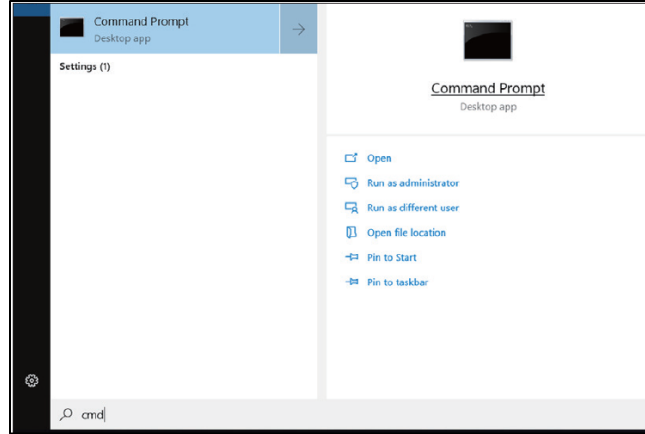 Command Prompt
Desktop app
Settings (1)
Command Prompt
Desktop app
Open
Run as administrator
Run as different user
Open file location
Pin to Start
Pin to taskbar
cmd